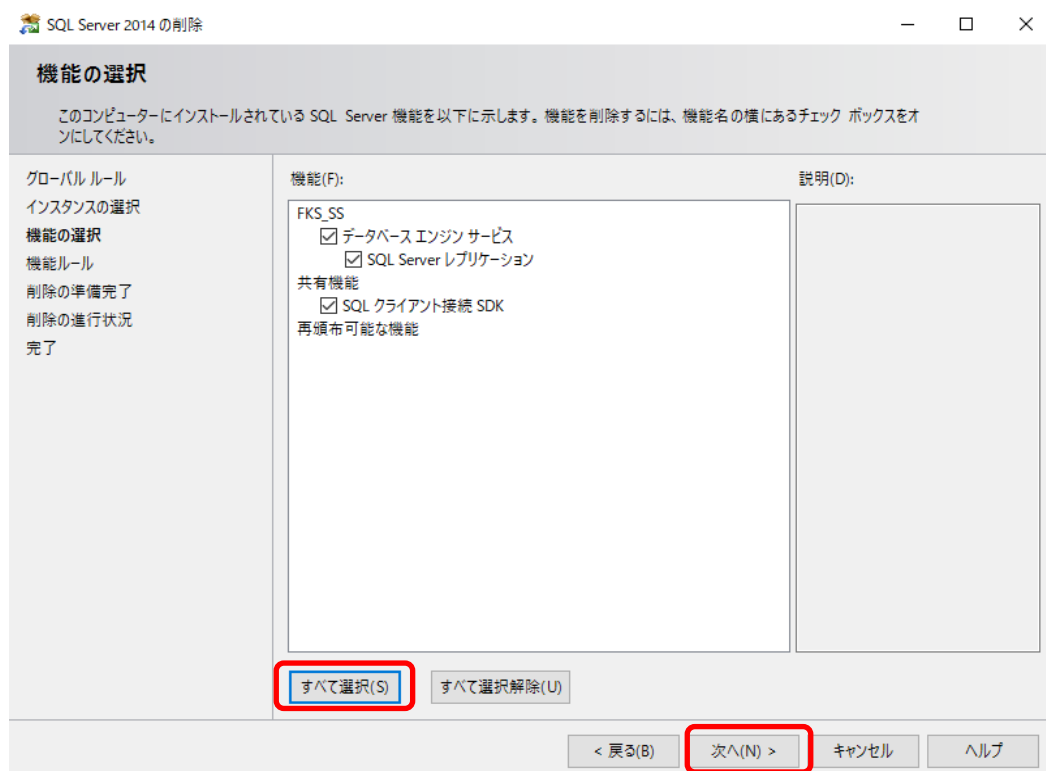 SQL Server 2014 の削除
機能の選択
このコンピューターにインストールされている SQL Server 機能を以下に示します。機能を削除するには、機能名の横にあるチェック ボックスをオ
ンにしてください。
グローバル ルール
インスタンスの選択
機能の選択
機能ルール
削除の準備完了
削除の進行状況
完了
機能(F):
FKS_SS
データベース エンジン サービス
SQL Server レプリケーション
共有機能
SQL クライアント接続 SDK
再頒布可能な機能
説明(D):
すべて選択(S)
すべて選択解除(U)
< 戻る(B)
次へ(N) >
キャンセル
ヘルプ